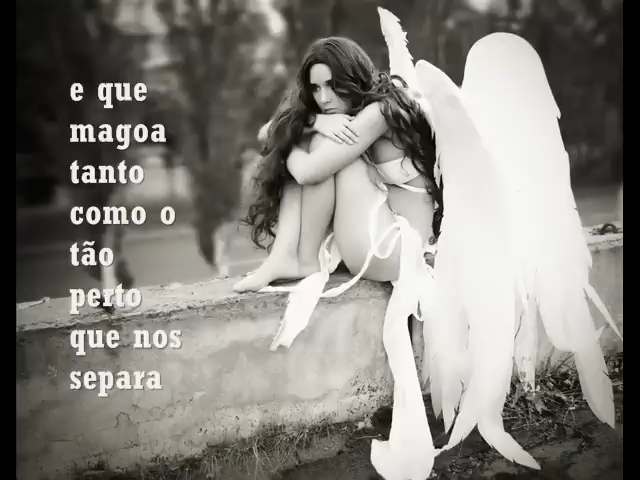 e que
magoa
tanto
como o
tão
perto
que nos
separa